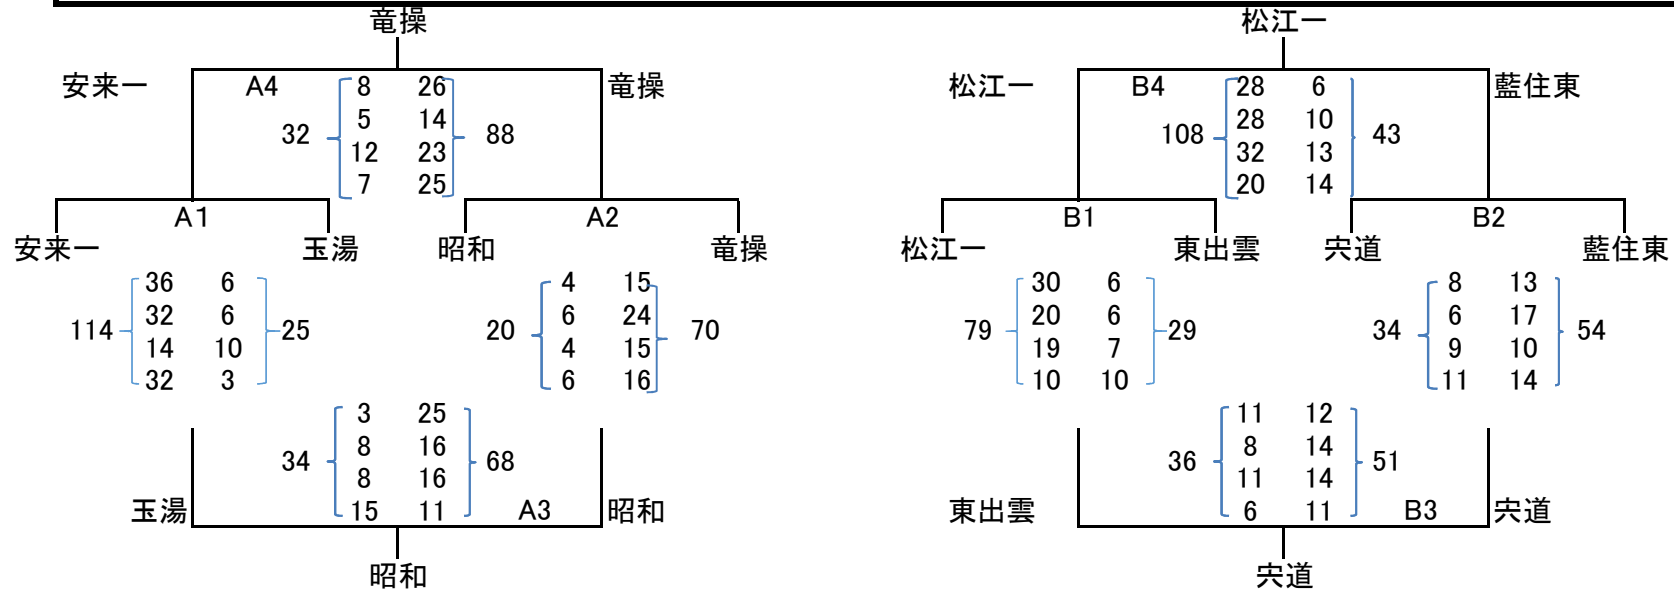 竜操 松江一
安来一 A4 8 26 竜操 松江一 B4 28 6 藍住東
5 14 28 10
32 88 108 43
12 23 32 13
7 25 20 14
A1 A2 B1 B2
安来一 玉湯 昭和 竜操 松江一 東出雲 宍道 藍住東
36 6 4 15 30 6 8 13
32 6 6 24 20 6 6 17
114 25 20 70 79 29 34 54
14 10 4 15 19 7 9 10
32 3 6 16 10 10 11 14
3 25 11 12
8 16 8 14
34 68 36 51
8 16 11 14
玉湯 15 11 A3 昭和 東出雲 6 11 B3 宍道
昭和 宍道